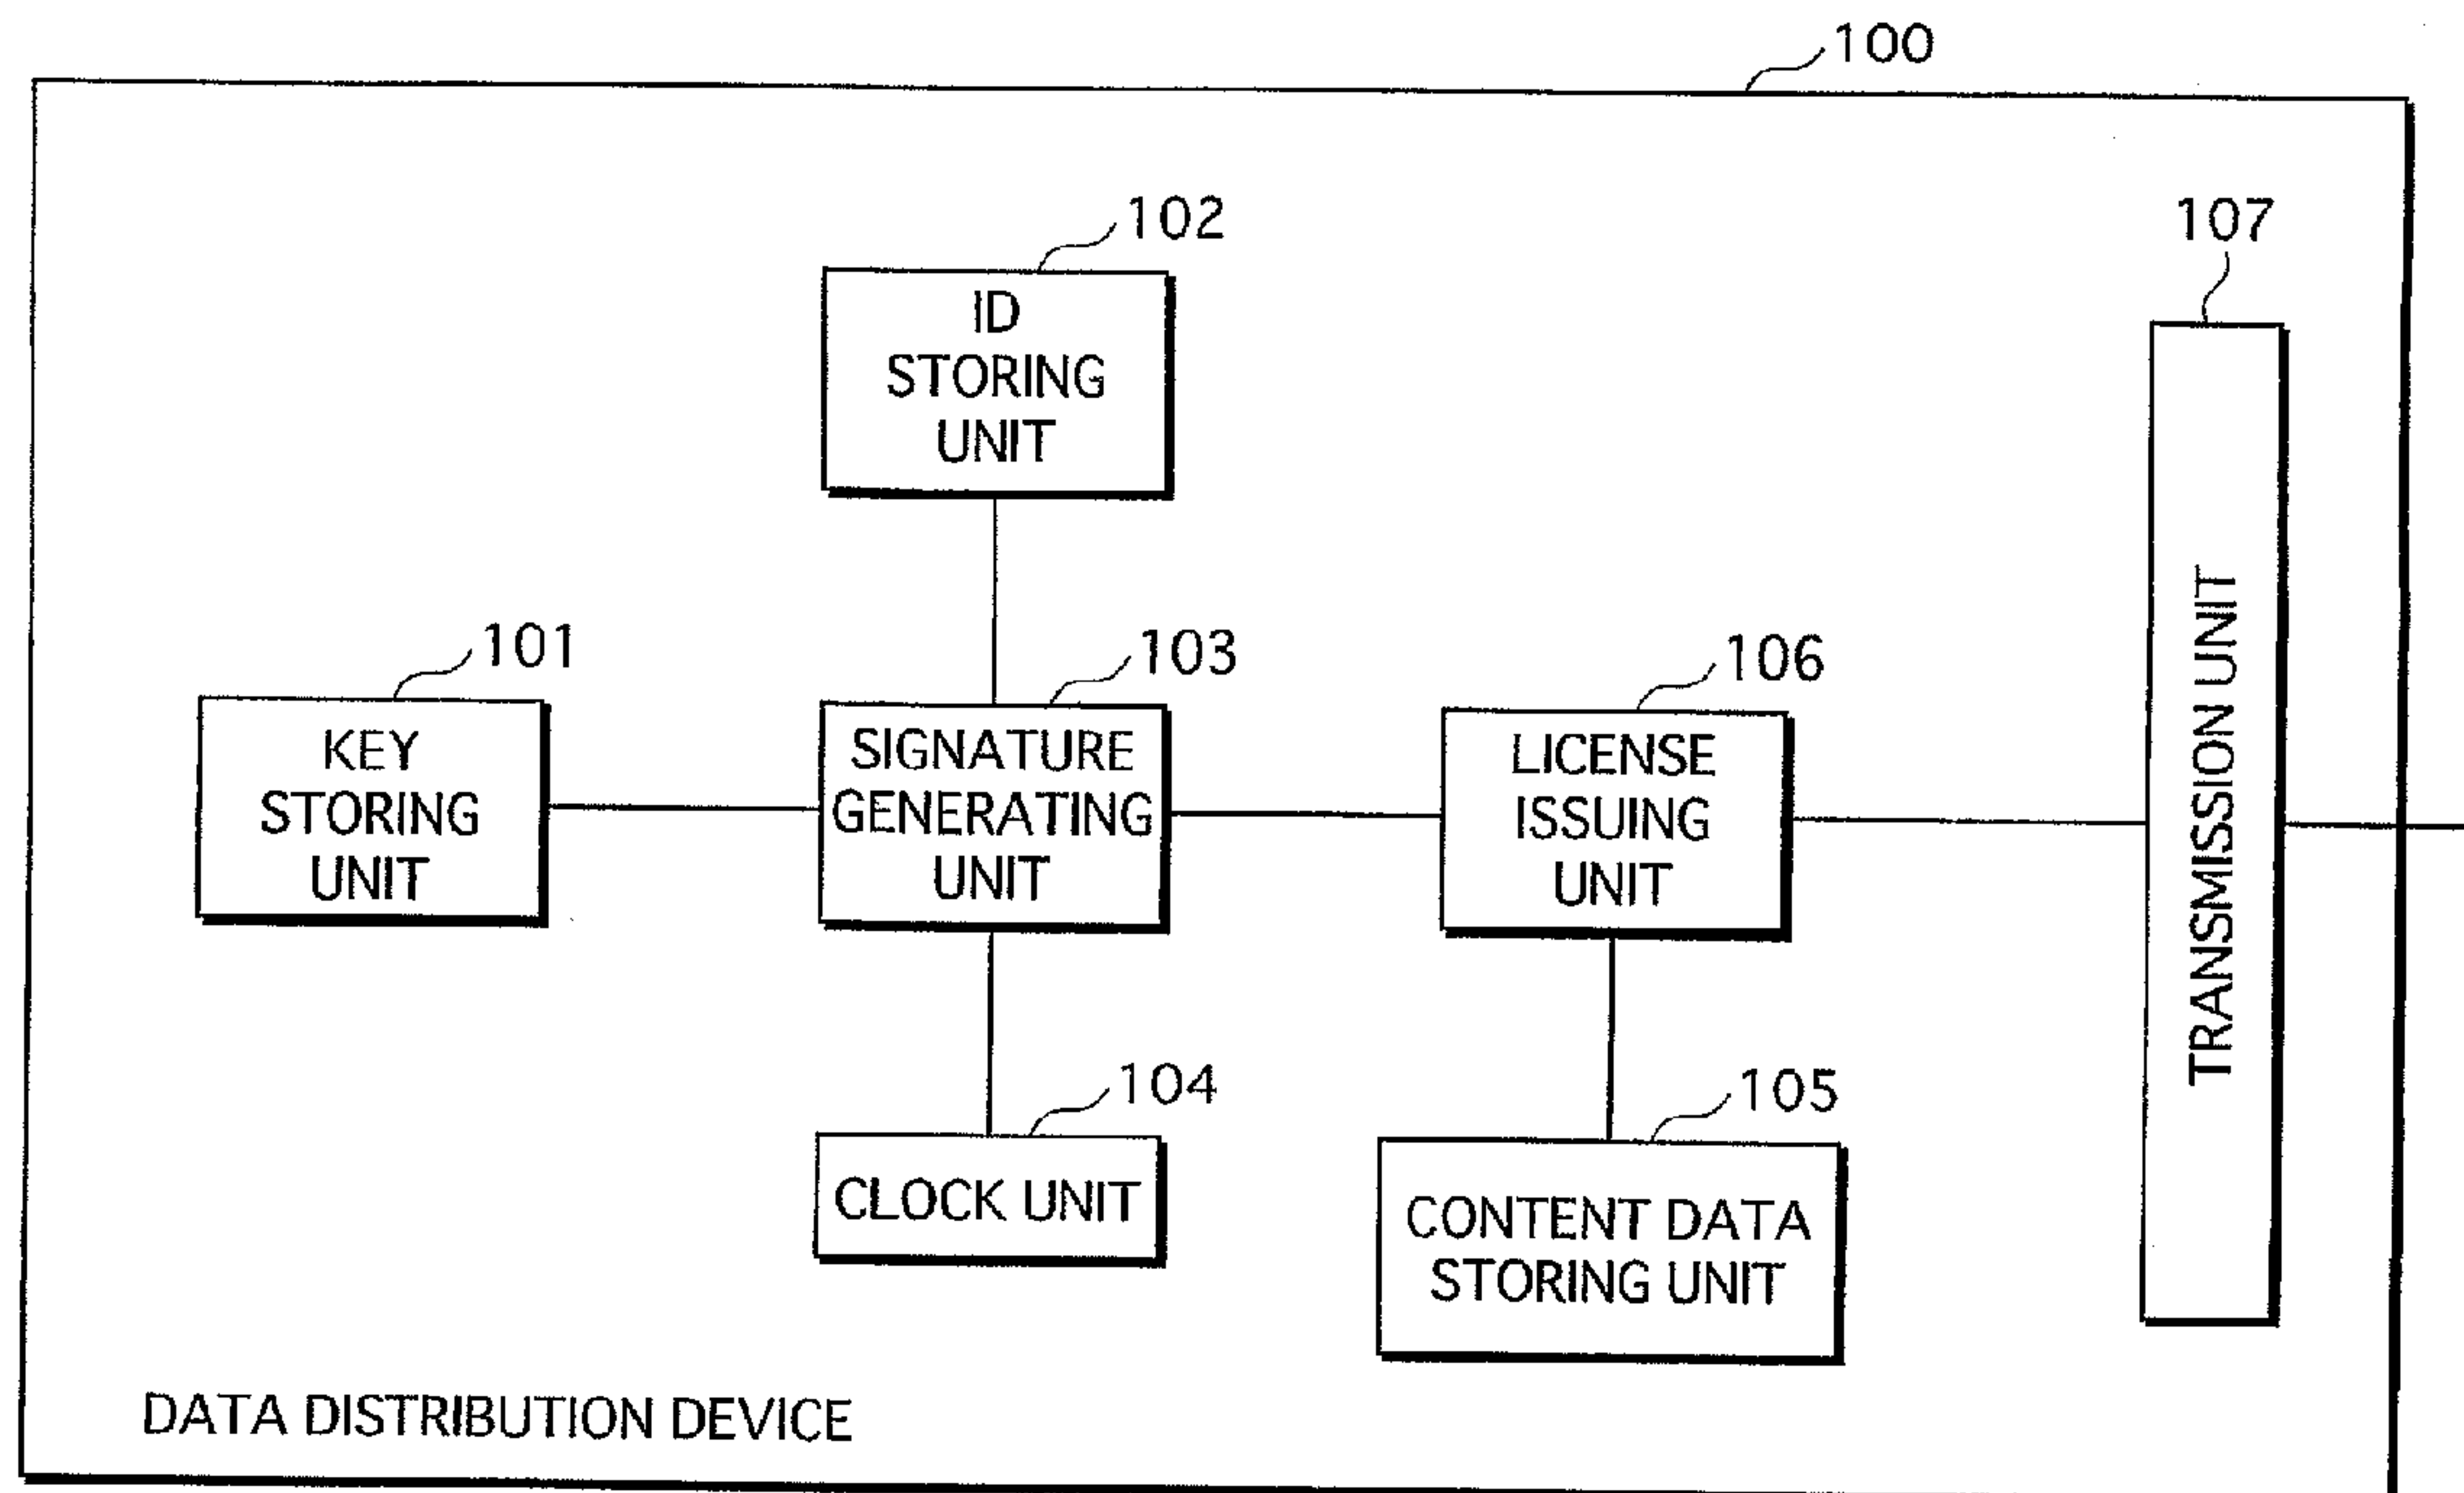 100
102
ID
STORING
UNIT
107
101
KEY
STORING
UNIT
103
SIGNATURE
GENERATING
UNIT
106
LICENSE
ISSUING
UNIT
TRANSMISSION UNIT
104
CLOCK UNIT
105
CONTENT DATA
STORING UNIT
DATA DISTRIBUTION DEVICE